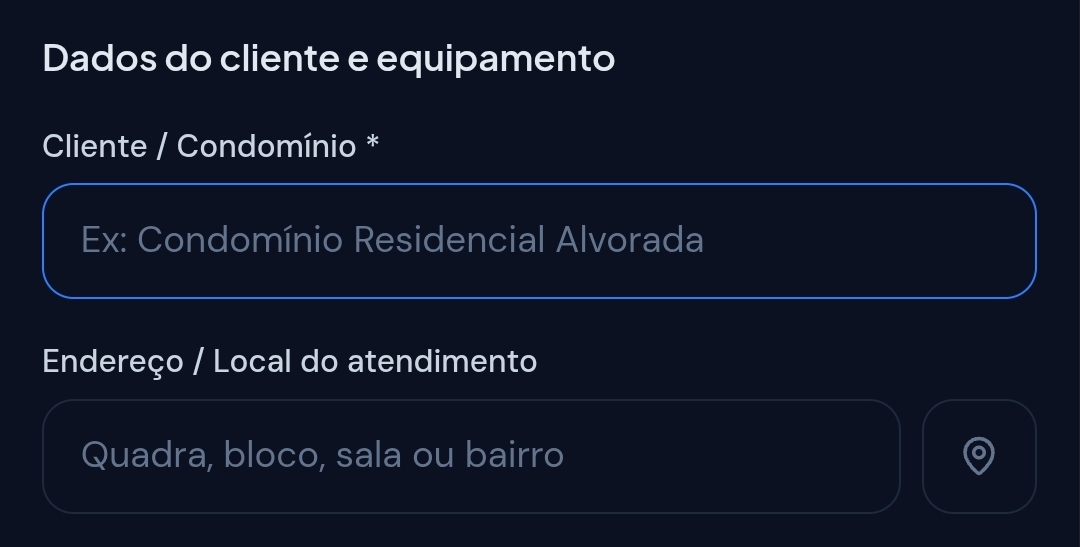 Dados do cliente e equipamento
Cliente / Condomínio *
Ex: Condomínio Residencial Alvorada
Endereço / Local do atendimento
Quadra, bloco, sala ou bairro